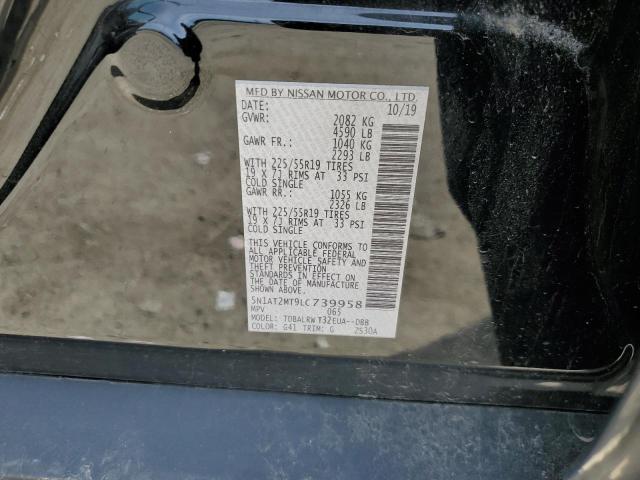 MFD BY NISSAN MOTOR CO., LTD.
DATE: 10/19
GVWR: 2082 KG
4590 LB
GAWR FR.: 1040 KG
2293 LB
WITH 225/55R19 TIRES
19 X 7J RIMS AT 33 PSI
COLD SINGLE
GAWR RR.: 1055 KG
2326 LB
WITH 225/55R19 TIRES
19 X 7J RIMS AT 33 PSI
COLD SINGLE
THIS VEHICLE CONFORMS TO
ALL APPLICABLE FEDERAL
MOTOR VEHICLE SAFETY AND
THEFT PREVENTION
STANDARDS IN EFFECT ON
THE DATE OF MANUFACTURE
SHOWN ABOVE.
5N1AT2MT9LC739958
MPV 065
MODEL: TDBALRW T32EUA--DBB
COLOR: G41 TRIM: G 2S30A